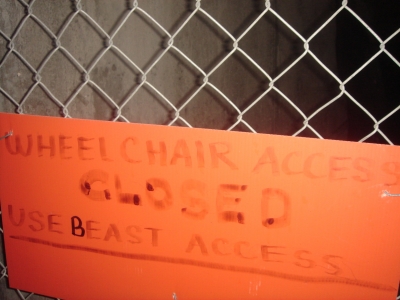 WHEELCHAIR ACCESS
CLOSED
USE BEAST ACCESS